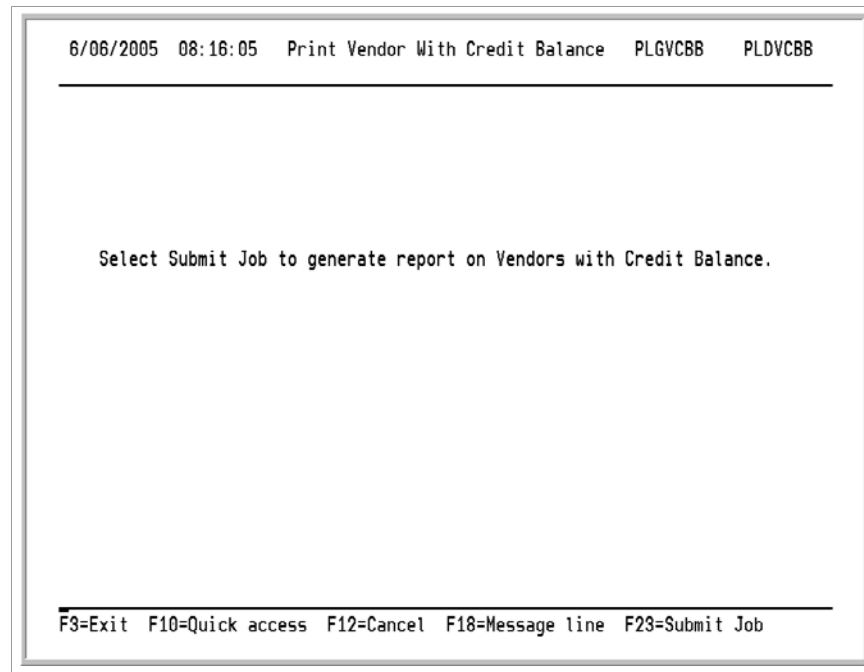 6/06/2005 08:16:05 Print Vendor With Credit Balance PLGVCBB PLDVCBB
Select Submit Job to generate report on Vendors with Credit Balance.
F3=Exit F10=Quick access F12=Cancel F18=Message line F23=Submit Job